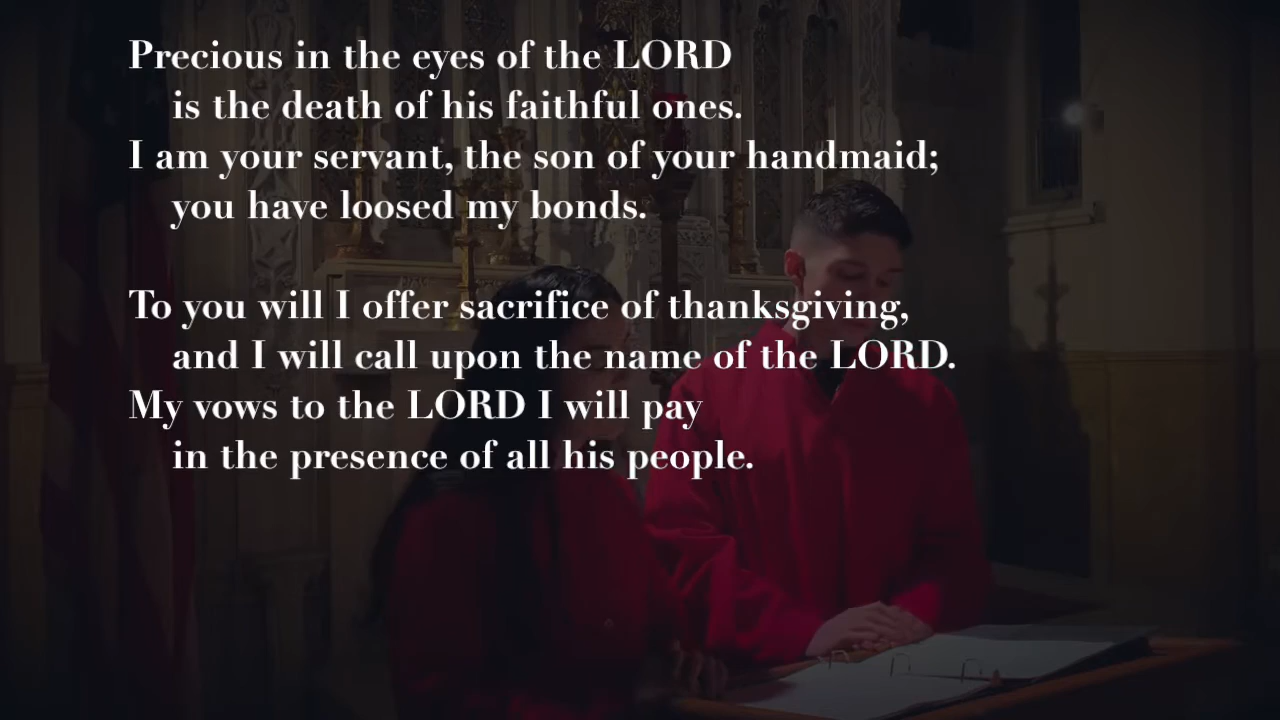 Precious in the eyes of the LORD
is the death of his faithful ones.
I am your servant, the son of your handmaid;
you have loosed my bonds.
To you will I offer sacrifice of thanksgiving,
and I will call upon the name of the LORD.
My vows to the LORD I will pay
in the presence of all his people.